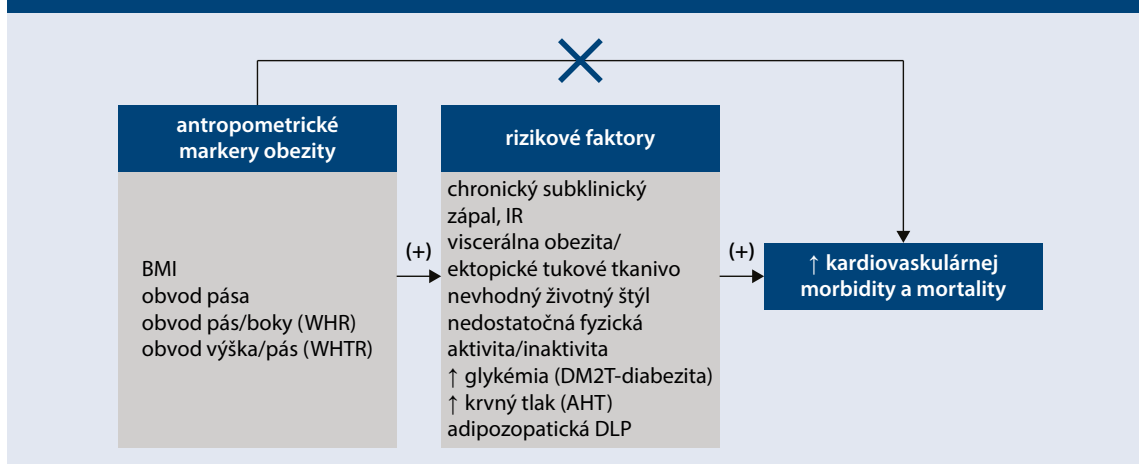 antropometrické
markery obezity
BMI
obvod pása
obvod pás/boky (WHR)
obvod výška/pás (WHTR)
(+)
rizikové faktory
chronický subklinický
zápal, IR
viscerálna obezita/
ektopické tukové tkanivo
nevhodný životný štýl
nedostatočná fyzická
aktivita/inaktivita
↑ glykémia (DM2T-diabezita)
↑ krvný tlak (AHT)
adipozopatická DLP
(+)
↑ kardiovaskulárnej
morbidity a mortality